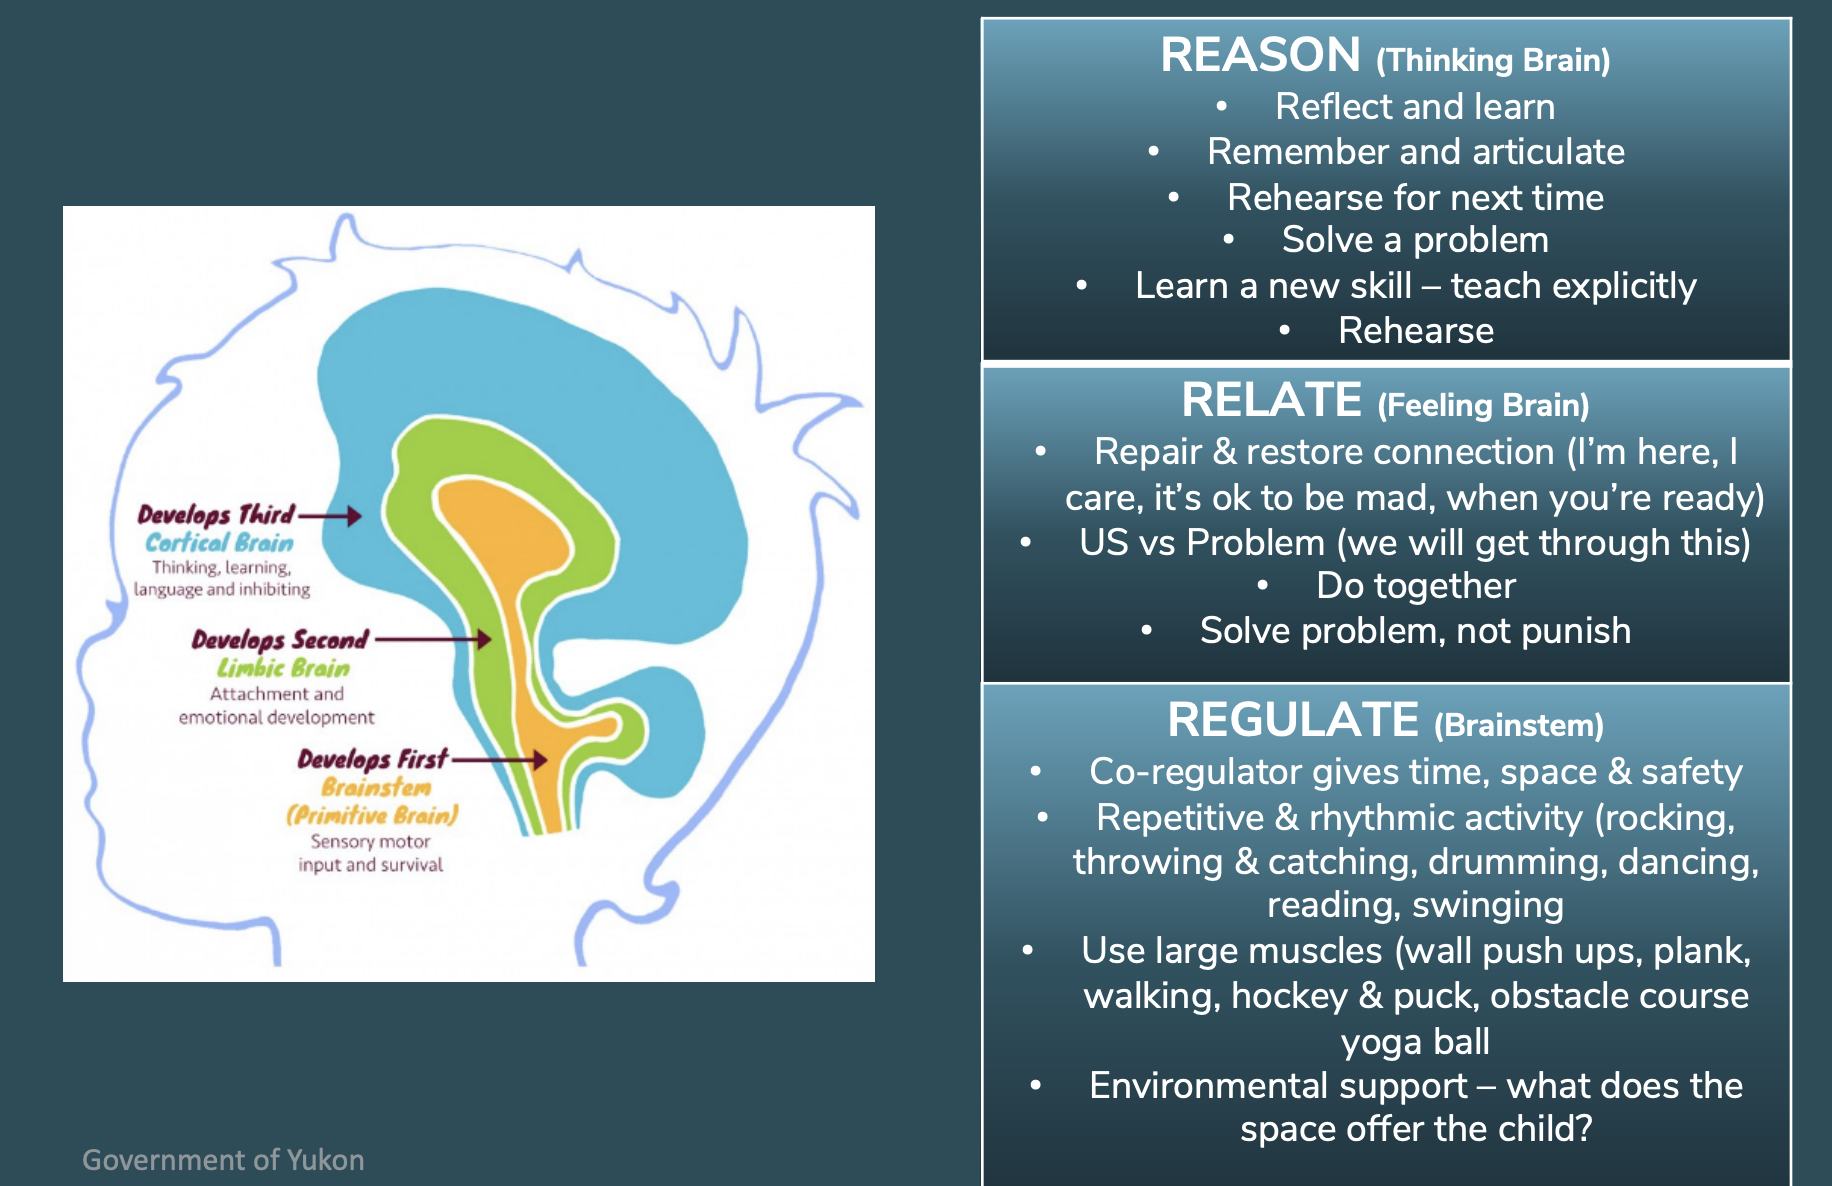 Develops Third
Cortical Brain
Thinking, learning,
language and inhibiting
Develops Second
Limbic Brain
Attachment and
emotional development
Develops First
Brainstem
(Primitive Brain)
Sensory motor
input and survival
Government of Yukon
REASON (Thinking Brain)
• Reflect and learn
• Remember and articulate
• Rehearse for next time
• Solve a problem
• Learn a new skill – teach explicitly
• Rehearse
RELATE (Feeling Brain)
• Repair & restore connection (I’m here, I
care, it’s ok to be mad, when you’re ready)
• US vs Problem (we will get through this)
• Do together
• Solve problem, not punish
REGULATE (Brainstem)
• Co-regulator gives time, space & safety
• Repetitive & rhythmic activity (rocking,
throwing & catching, drumming, dancing,
reading, swinging
• Use large muscles (wall push ups, plank,
walking, hockey & puck, obstacle course
yoga ball
• Environmental support – what does the
space offer the child?